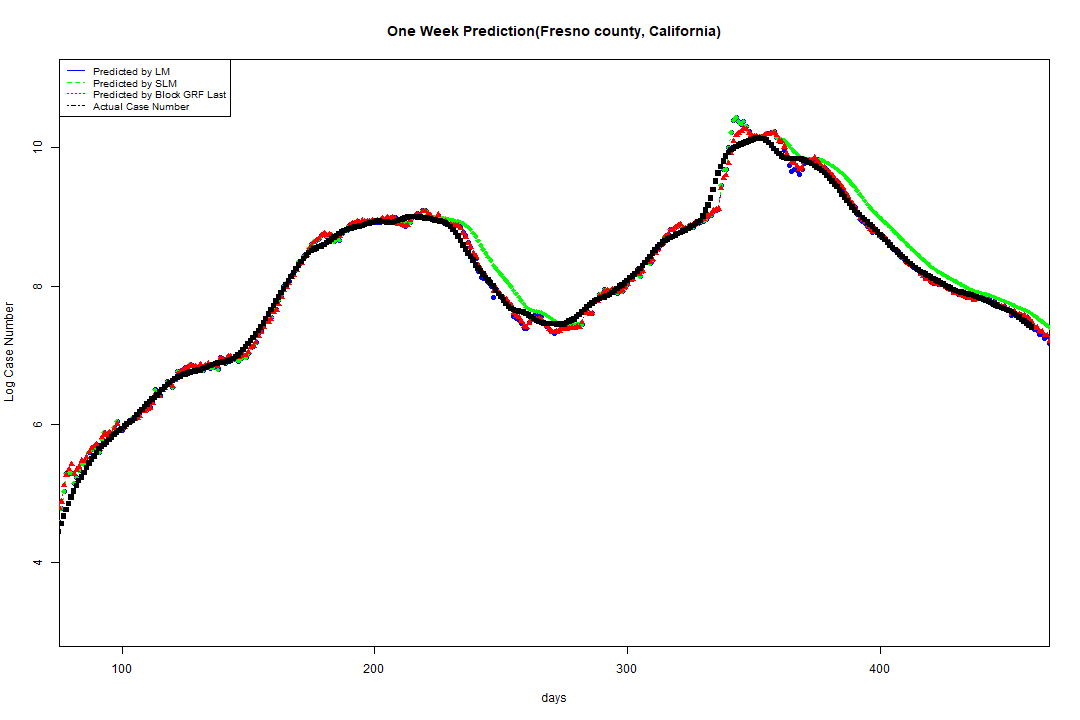 One Week Prediction(Fresno county, California)
Predicted by LM
Predicted by SLM
Predicted by Block GRF Last
Actual Case Number
10
8
6
4
Log Case Number
100 200 300 400
days